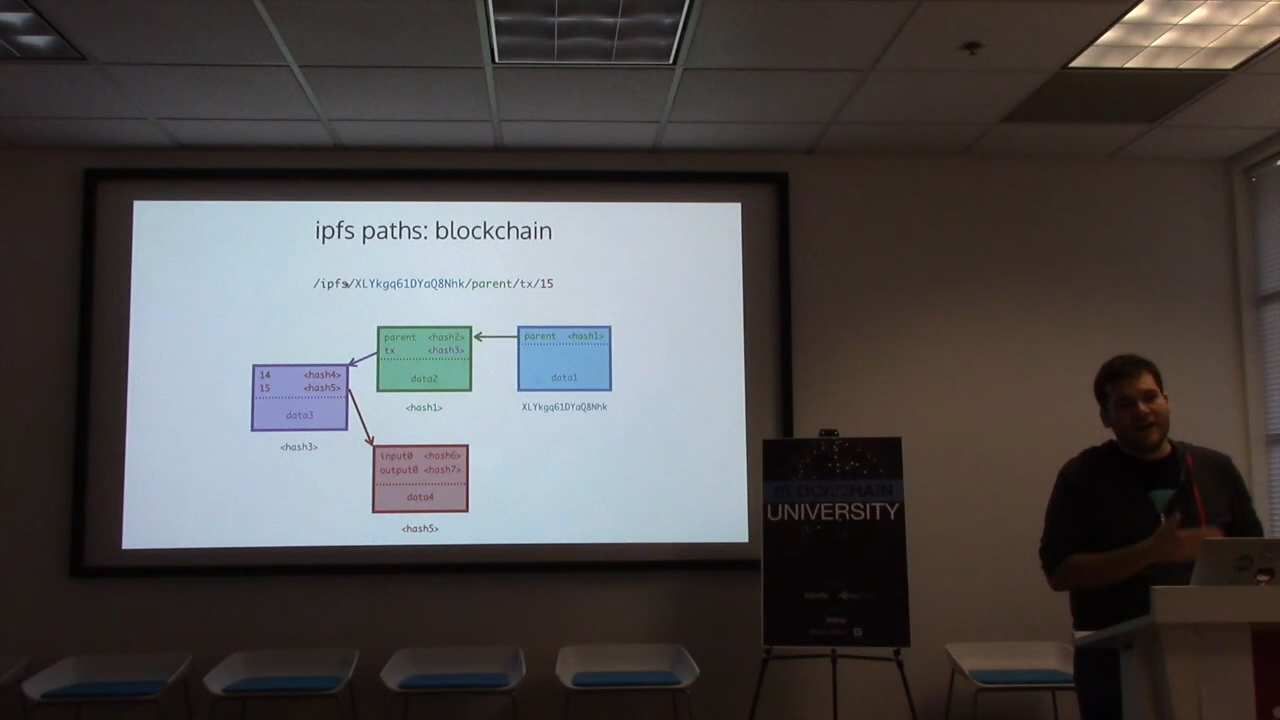 ipfs paths: blockchain
/ipfs/XLYkgq61DYaQ8Nhk/parent/tx/15
parent <hash2>
tx <hash3>
data2
<hash1>
parent <hash1>
data1
XLYkgq61DYaQ8Nhk
14 <hash4>
15 <hash5>
data3
<hash3>
input0 <hash6>
output0 <hash7>
data4
<hash5>
BLOCKCHAIN
UNIVERSITY